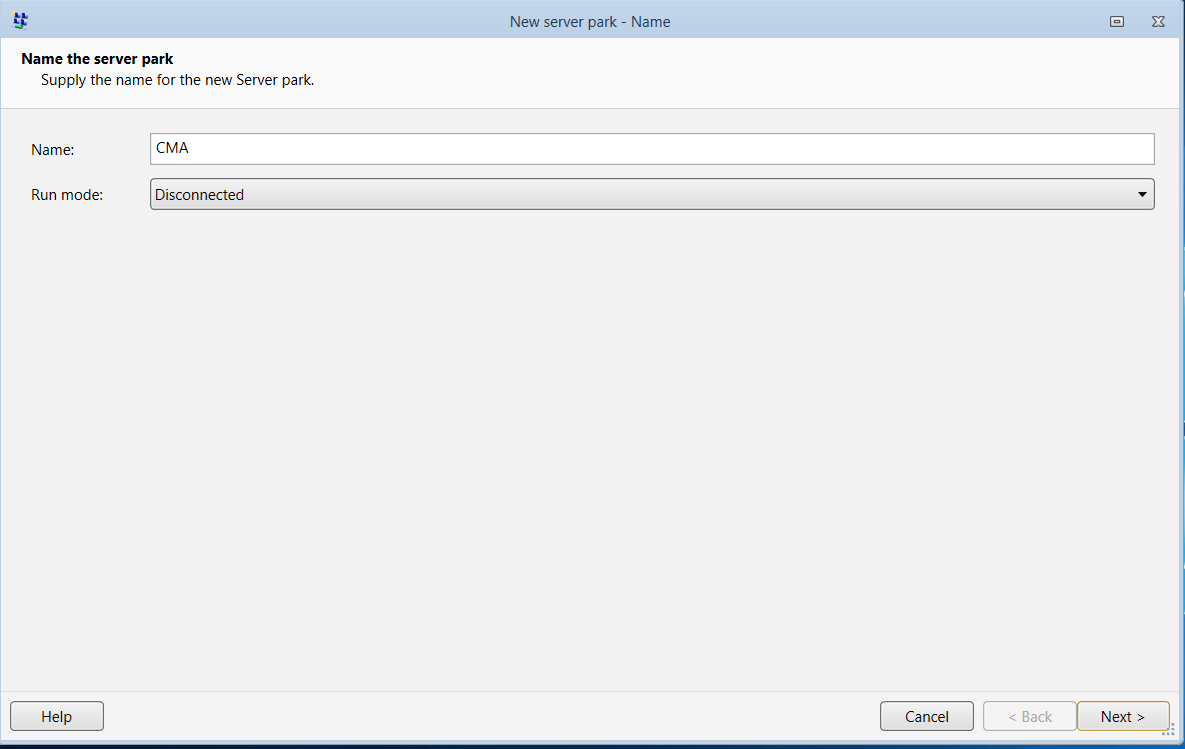 New server park - Name
Name the server park
Supply the name for the new Server park.
Name:
CMA
Run mode:
Disconnected
Help
Cancel
< Back
Next >